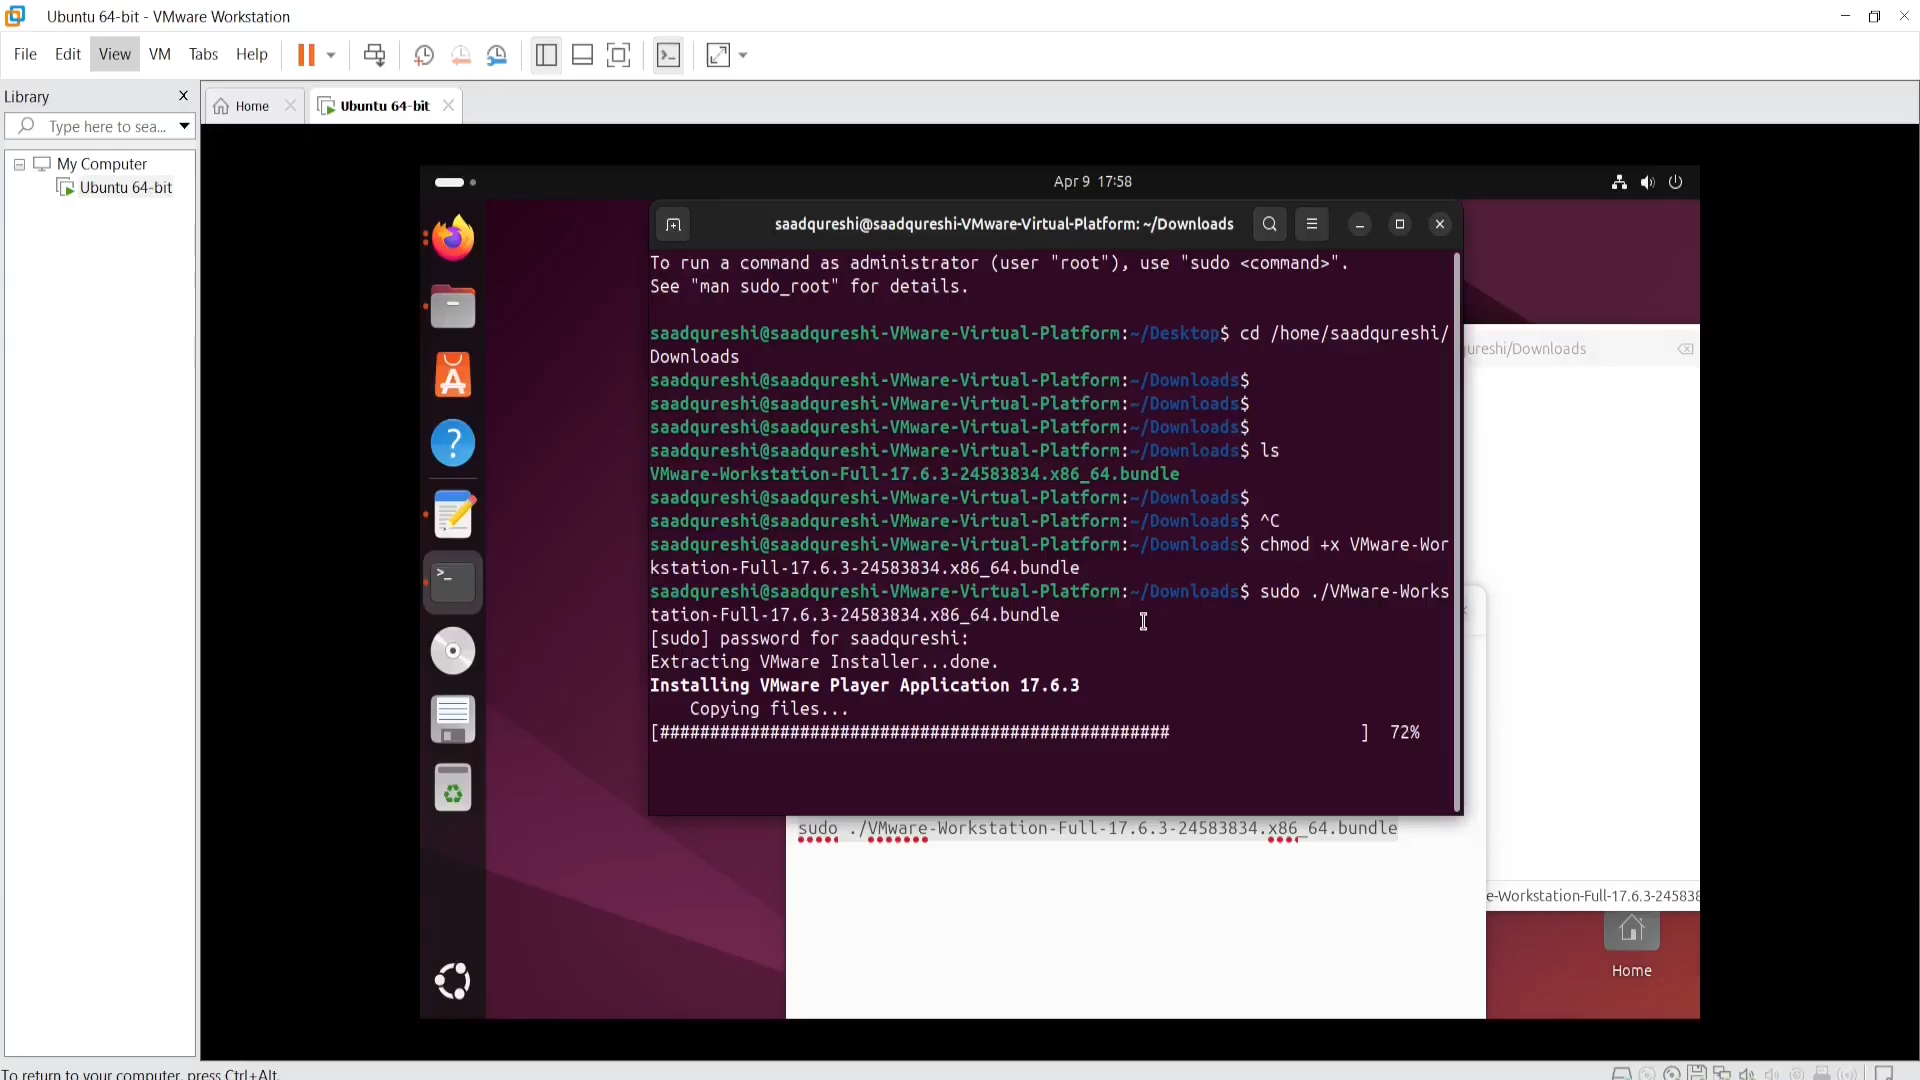 Ubuntu 64-bit - VMware Workstation
File Edit View VM Tabs Help
Library X
Home
Ubuntu 64-bit
Type here to sea...
My Computer
Ubuntu 64-bit
Apr 9 17:58
saadqureshi@saadqureshi-VMware-Virtual-Platform: ~/Downloads
To run a command as administrator (user "root"), use "sudo <command>".
See "man sudo_root" for details.
saadqureshi@saadqureshi-VMware-Virtual-Platform:~/Desktop$ cd /home/saadqureshi/
Downloads
saadqureshi@saadqureshi-VMware-Virtual-Platform:~/Downloads$
saadqureshi@saadqureshi-VMware-Virtual-Platform:~/Downloads$
saadqureshi@saadqureshi-VMware-Virtual-Platform:~/Downloads$
saadqureshi@saadqureshi-VMware-Virtual-Platform:~/Downloads$ ls
VMware-Workstation-Full-17.6.3-24583834.x86_64.bundle
saadqureshi@saadqureshi-VMware-Virtual-Platform:~/Downloads$
saadqureshi@saadqureshi-VMware-Virtual-Platform:~/Downloads$ ^C
saadqureshi@saadqureshi-VMware-Virtual-Platform:~/Downloads$ chmod +x VMware-Wor
kstation-Full-17.6.3-24583834.x86_64.bundle
saadqureshi@saadqureshi-VMware-Virtual-Platform:~/Downloads$ sudo ./VMware-Works
tation-Full-17.6.3-24583834.x86_64.bundle
[sudo] password for saadqureshi:
Extracting VMware Installer...done.
Installing VMware Player Application 17.6.3
Copying files...
[################################################### ] 72%
ureshi/Downloads
sudo ./VMware-Workstation-Full-17.6.3-24583834.x86_64.bundle
e-Workstation-Full-17.6.3-245838
Home
To return to your computer, press Ctrl+Alt.